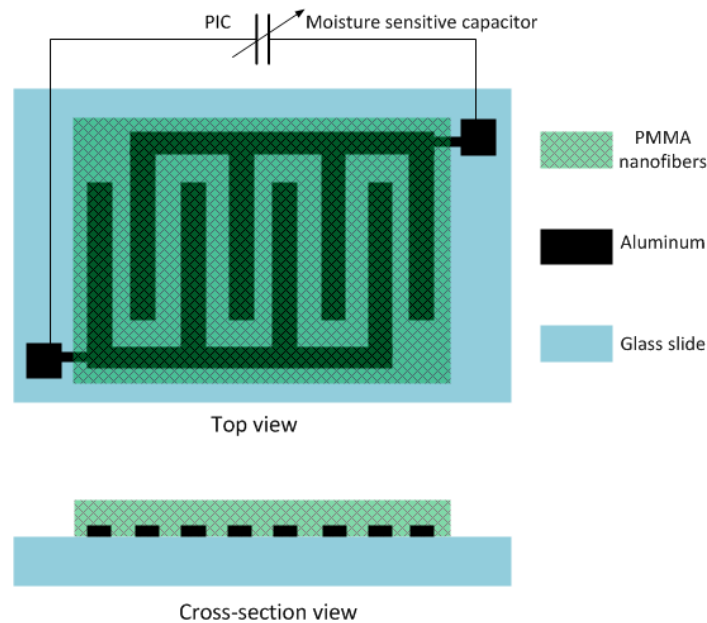 PIC
Moisture sensitive capacitor
PMMA
nanofibers
Aluminum
Glass slide
Top view
Cross-section view